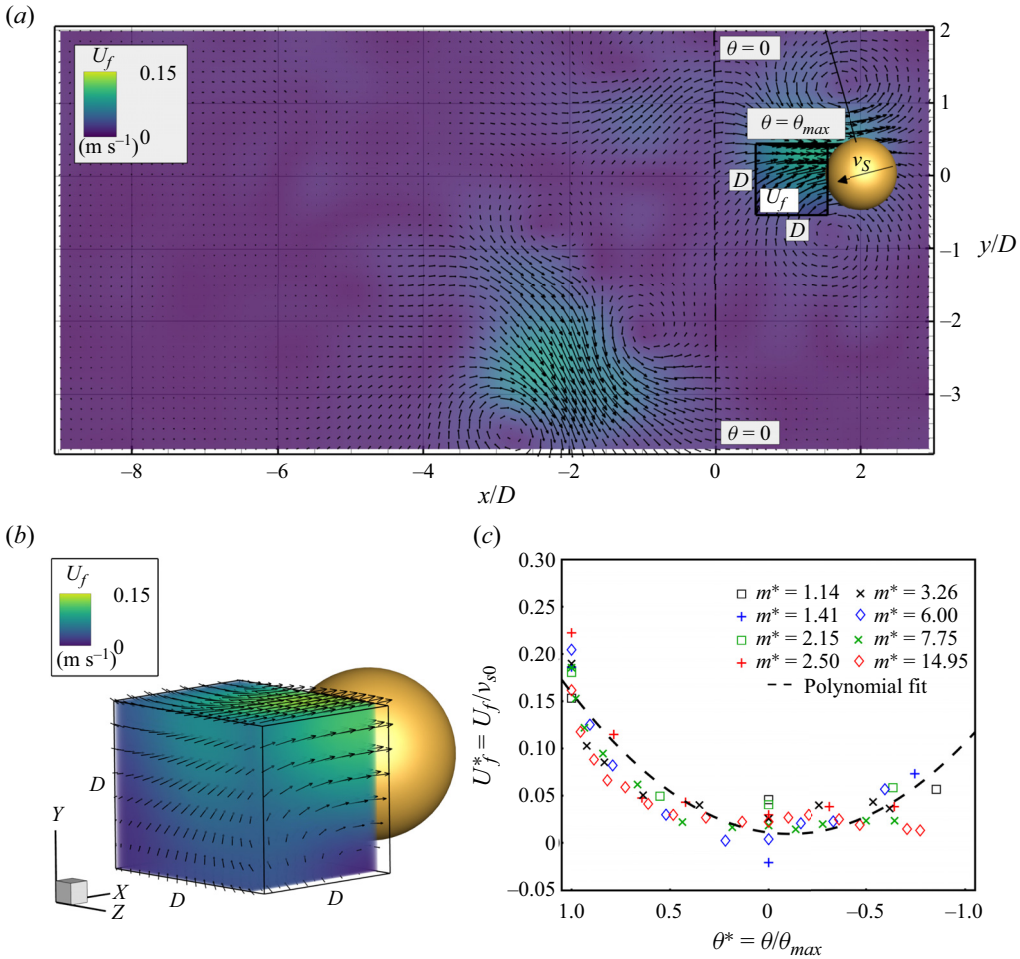 (a)
U_f
0.15
0
(m s⁻¹)
θ = 0
θ = θ_max
v_S
D
U_f
D
θ = 0
2
1
0
–1
–2
–3
y/D
–8
–6
–4
–2
0
2
x/D
(b)
U_f
0.15
0
(m s⁻¹)
D
D
D
Y
X
Z
(c)
0.30
0.25
0.20
0.15
0.10
0.05
0
–0.05
U*_f = U_f/v_s0
m* = 1.14
m* = 1.41
m* = 2.15
m* = 2.50
m* = 3.26
m* = 6.00
m* = 7.75
m* = 14.95
Polynomial fit
1.0
0.5
0
–0.5
–1.0
θ* = θ/θ_max